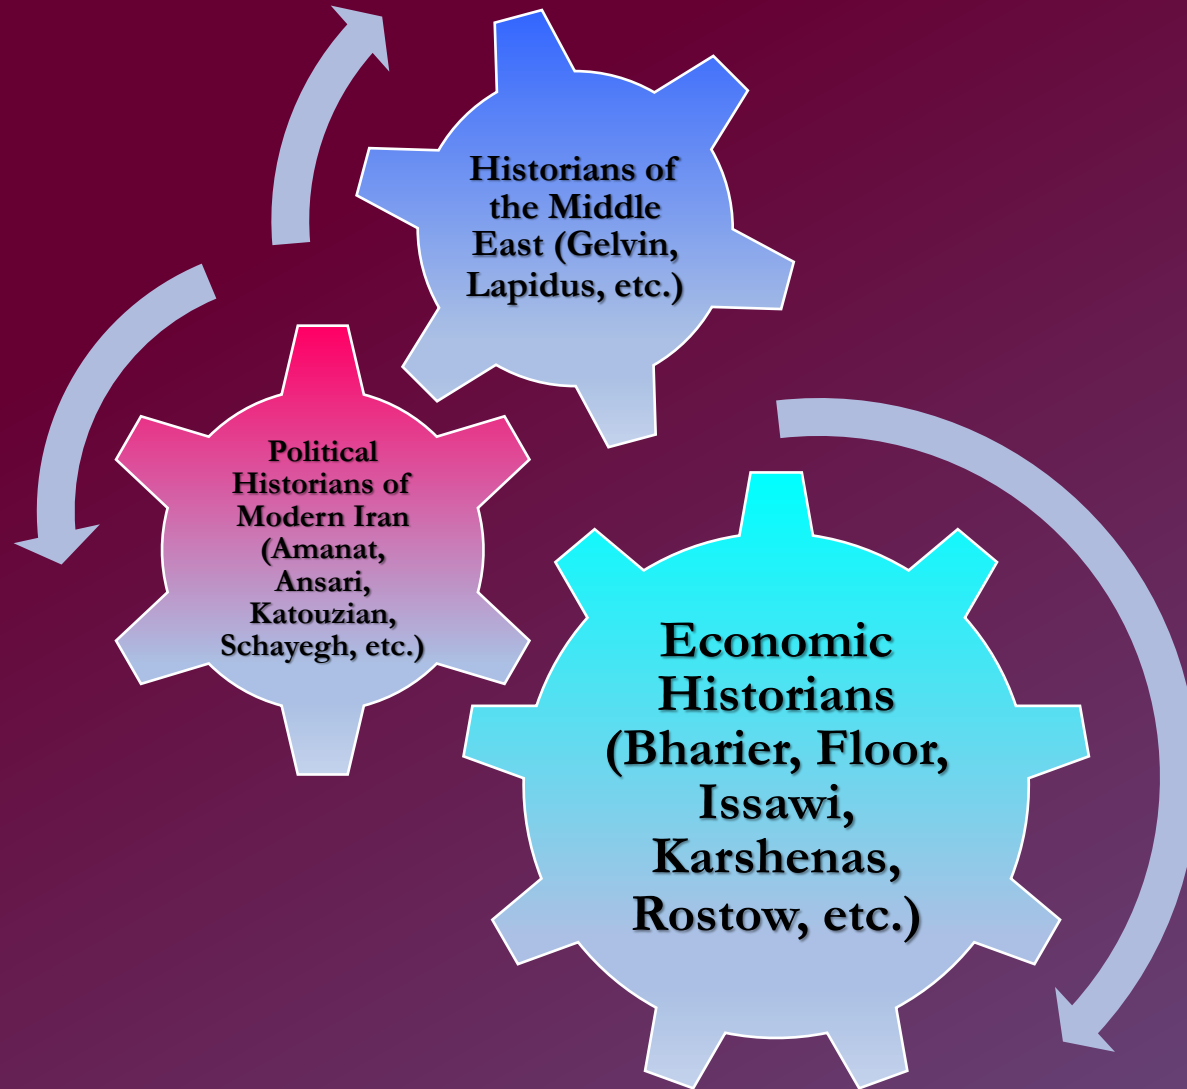 Historians of
the Middle
East (Gelvin,
Lapidus, etc.)
Political
Historians of
Modern Iran
(Amanat,
Ansari,
Katouzian,
Schayegh, etc.)
Economic
Historians
(Bharier, Floor,
Issawi,
Karshenas,
Rostow, etc.)